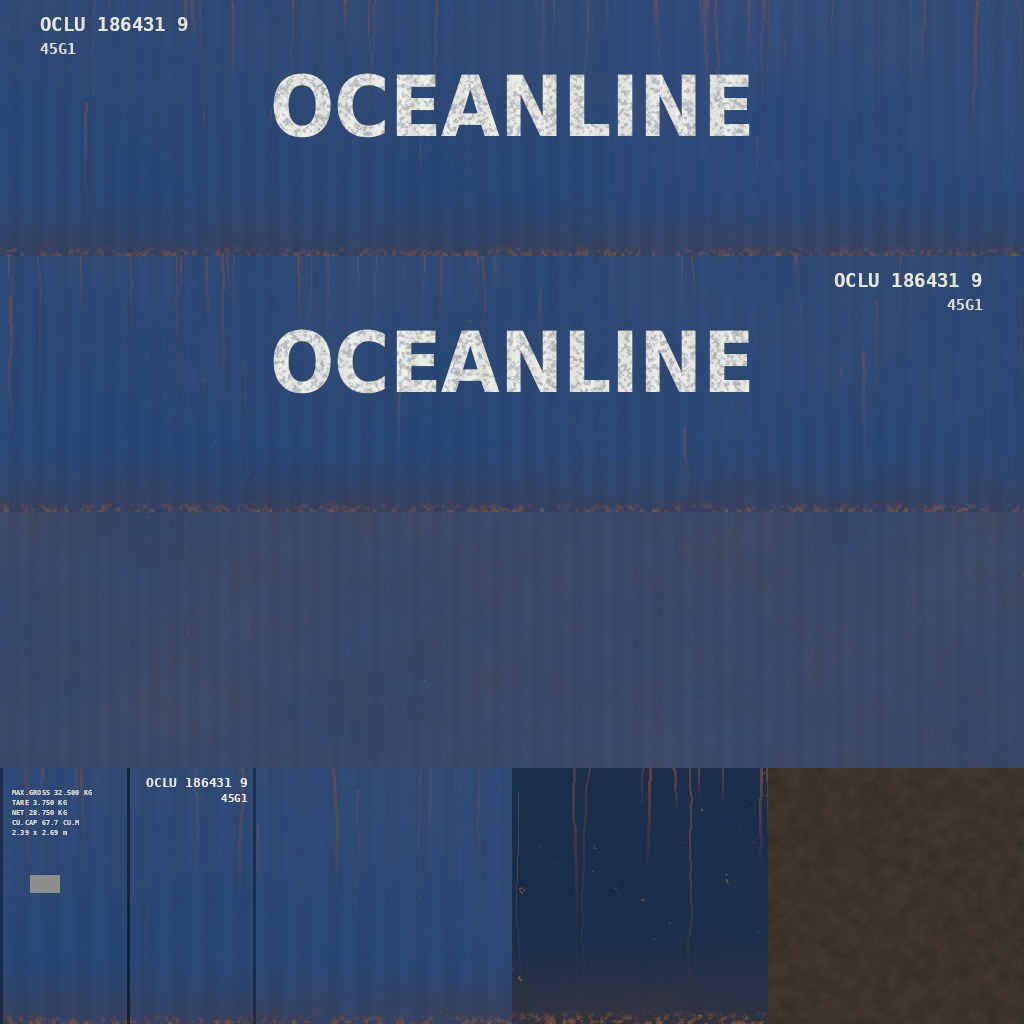 OCLU 186431 9
45G1
OCEANLINE
OCLU 186431 9
45G1
OCEANLINE
MAX.GROSS 32.500 KG
TARE 3.750 KG
NET 28.750 KG
CU.CAP 67.7 CU.M
2.39 x 2.69 m
OCLU 186431 9
45G1